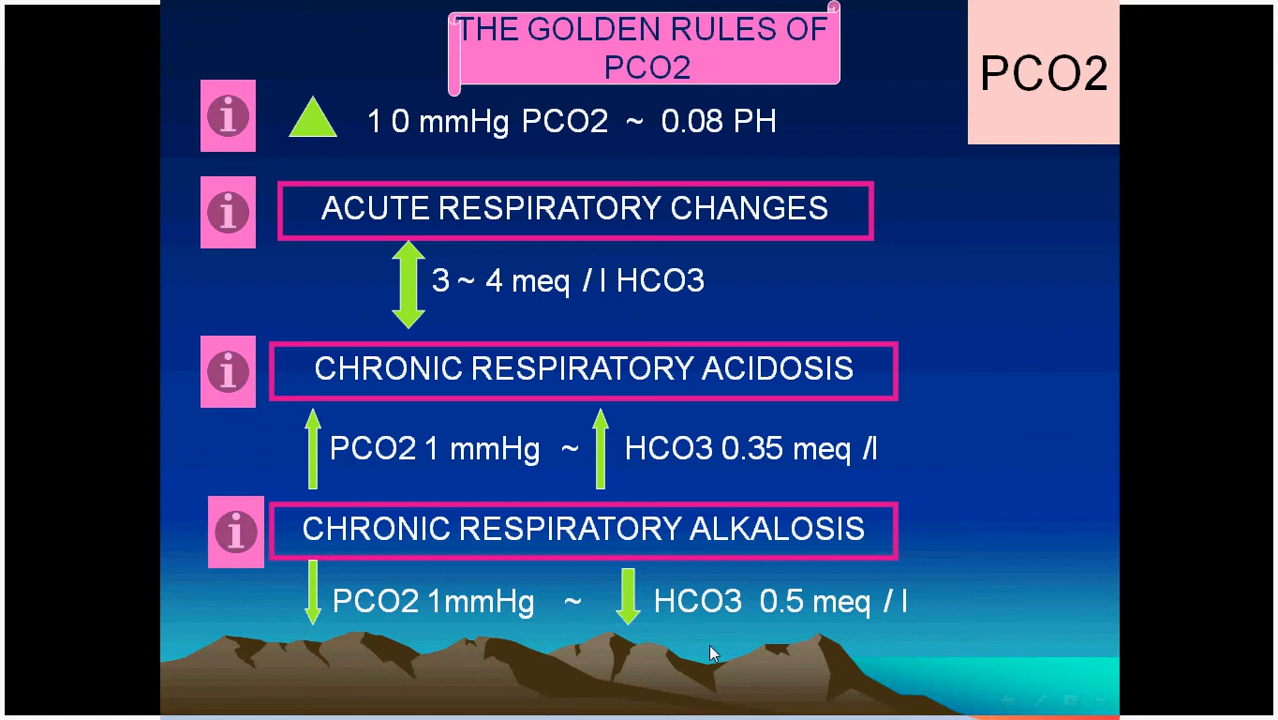 THE GOLDEN RULES OF
PCO2
PCO2
1 0 mmHg PCO2 ~ 0.08 PH
ACUTE RESPIRATORY CHANGES
3 ~ 4 meq / l HCO3
CHRONIC RESPIRATORY ACIDOSIS
PCO2 1 mmHg ~ HCO3 0.35 meq /l
CHRONIC RESPIRATORY ALKALOSIS
PCO2 1mmHg ~ HCO3 0.5 meq / l